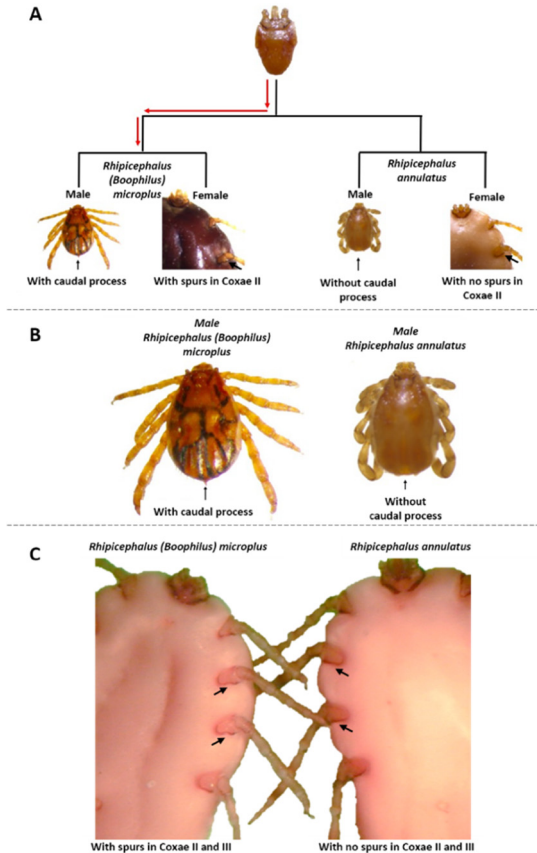 A
Rhipicephalus
(Boophilus)
microplus
Rhipicephalus
annulatus
Male
Female
Male
Female
With caudal process
With spurs in Coxae II
Without caudal
process
With no spurs in
Coxae II
B
Male
Rhipicephalus (Boophilus)
microplus
Male
Rhipicephalus annulatus
With caudal process
Without
caudal process
C
Rhipicephalus (Boophilus) microplus
Rhipicephalus annulatus
With spurs in Coxae II and III
With no spurs in Coxae II and III